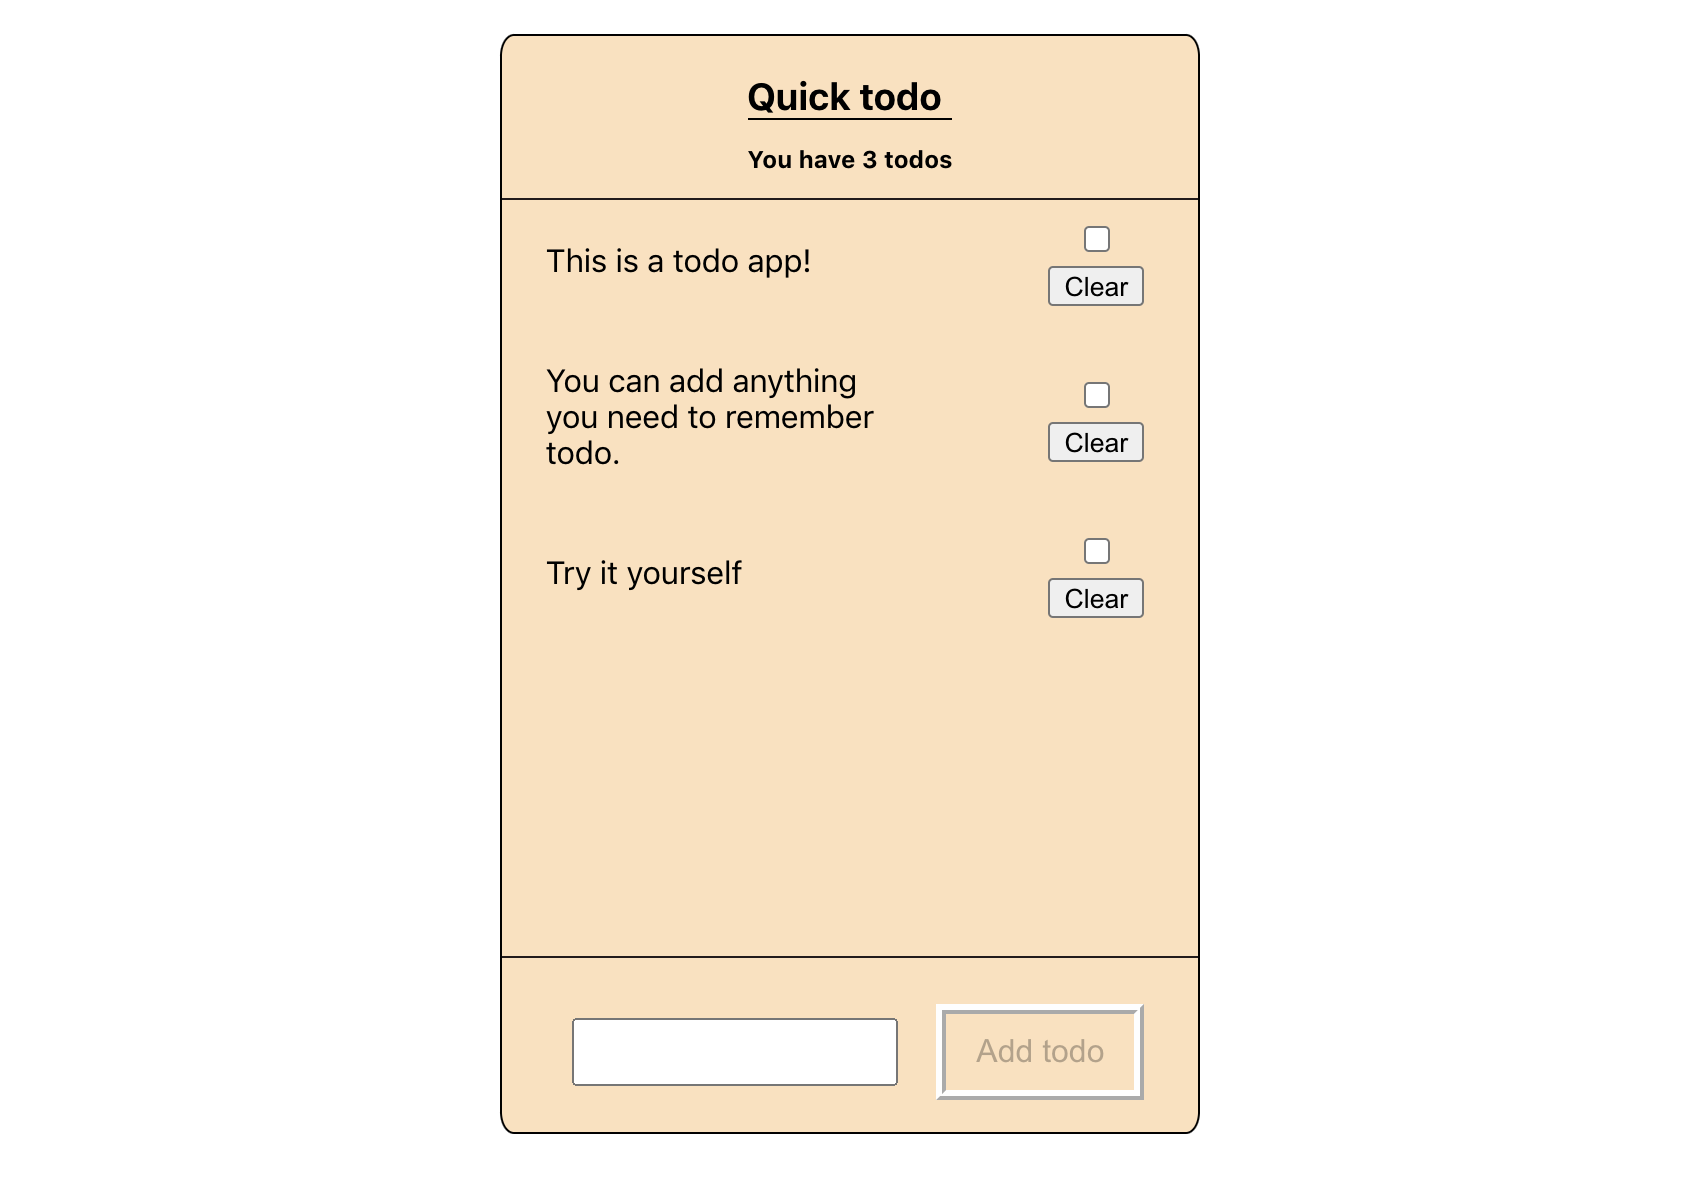 Quick todo
You have 3 todos
This is a todo app!
Clear
You can add anything
you need to remember
todo.
Clear
Try it yourself
Clear
Add todo